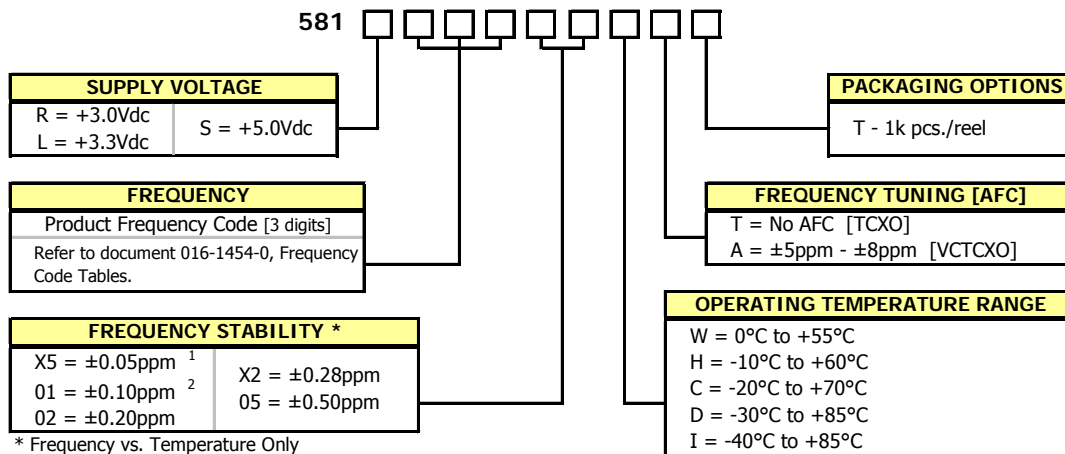 581
SUPPLY VOLTAGE
R = +3.0Vdc
L = +3.3Vdc
S = +5.0Vdc
PACKAGING OPTIONS
T - 1k pcs./reel
FREQUENCY
Product Frequency Code [3 digits]
Refer to document 016-1454-0, Frequency
Code Tables.
FREQUENCY TUNING [AFC]
T = No AFC [TCXO]
A = ±5ppm - ±8ppm [VCTCXO]
FREQUENCY STABILITY *
X5 = ±0.05ppm 1
01 = ±0.10ppm 2
02 = ±0.20ppm
X2 = ±0.28ppm
05 = ±0.50ppm
* Frequency vs. Temperature Only
OPERATING TEMPERATURE RANGE
W = 0°C to +55°C
H = -10°C to +60°C
C = -20°C to +70°C
D = -30°C to +85°C
I = -40°C to +85°C